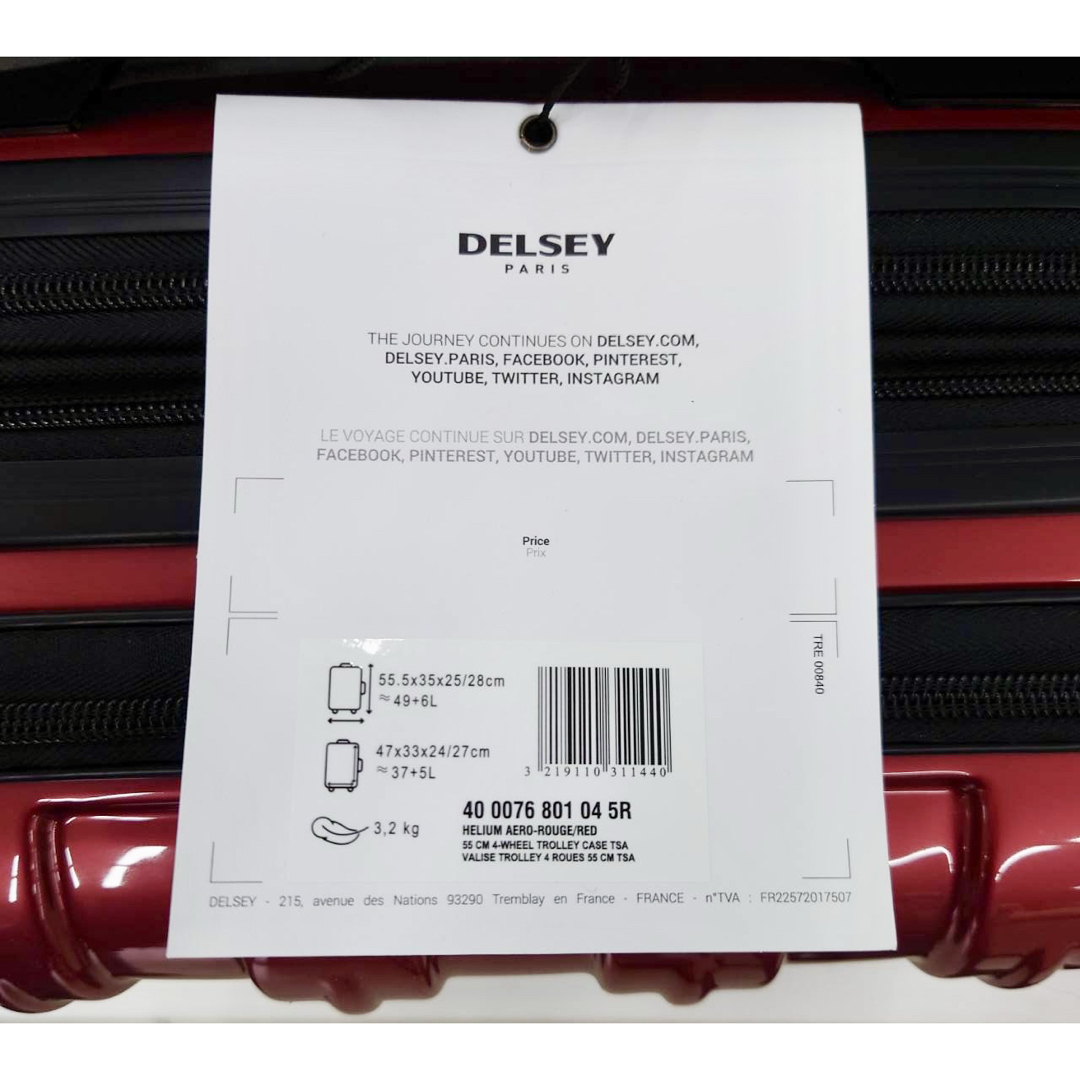 DELSEY
PARIS
THE JOURNEY CONTINUES ON DELSEY.COM,
DELSEY.PARIS, FACEBOOK, PINTEREST,
YOUTUBE, TWITTER, INSTAGRAM
LE VOYAGE CONTINUE SUR DELSEY.COM, DELSEY.PARIS,
FACEBOOK, PINTEREST, YOUTUBE, TWITTER, INSTAGRAM
Price
Prix
TRE 00840
55.5x35x25/28cm
≈ 49+6L
47x33x24/27cm
≈ 37+5L
3,2 kg
3 219110 311440
40 0076 801 04 5R
HELIUM AERO-ROUGE/RED
55 CM 4-WHEEL TROLLEY CASE TSA
VALISE TROLLEY 4 ROUES 55 CM TSA
DELSEY - 215, avenue des Nations 93290 Tremblay en France - FRANCE - n°TVA : FR22572017507